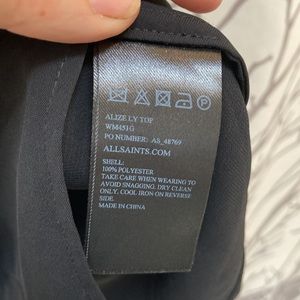 ALIZE LY TOP
WM451G
PO NUMBER: AS_48769
ALLSAINTS.COM
SHELL:
100% POLYESTER
TAKE CARE WHEN WEARING TO
AVOID SNAGGING. DRY CLEAN
ONLY. COOL IRON ON REVERSE
SIDE.
MADE IN CHINA